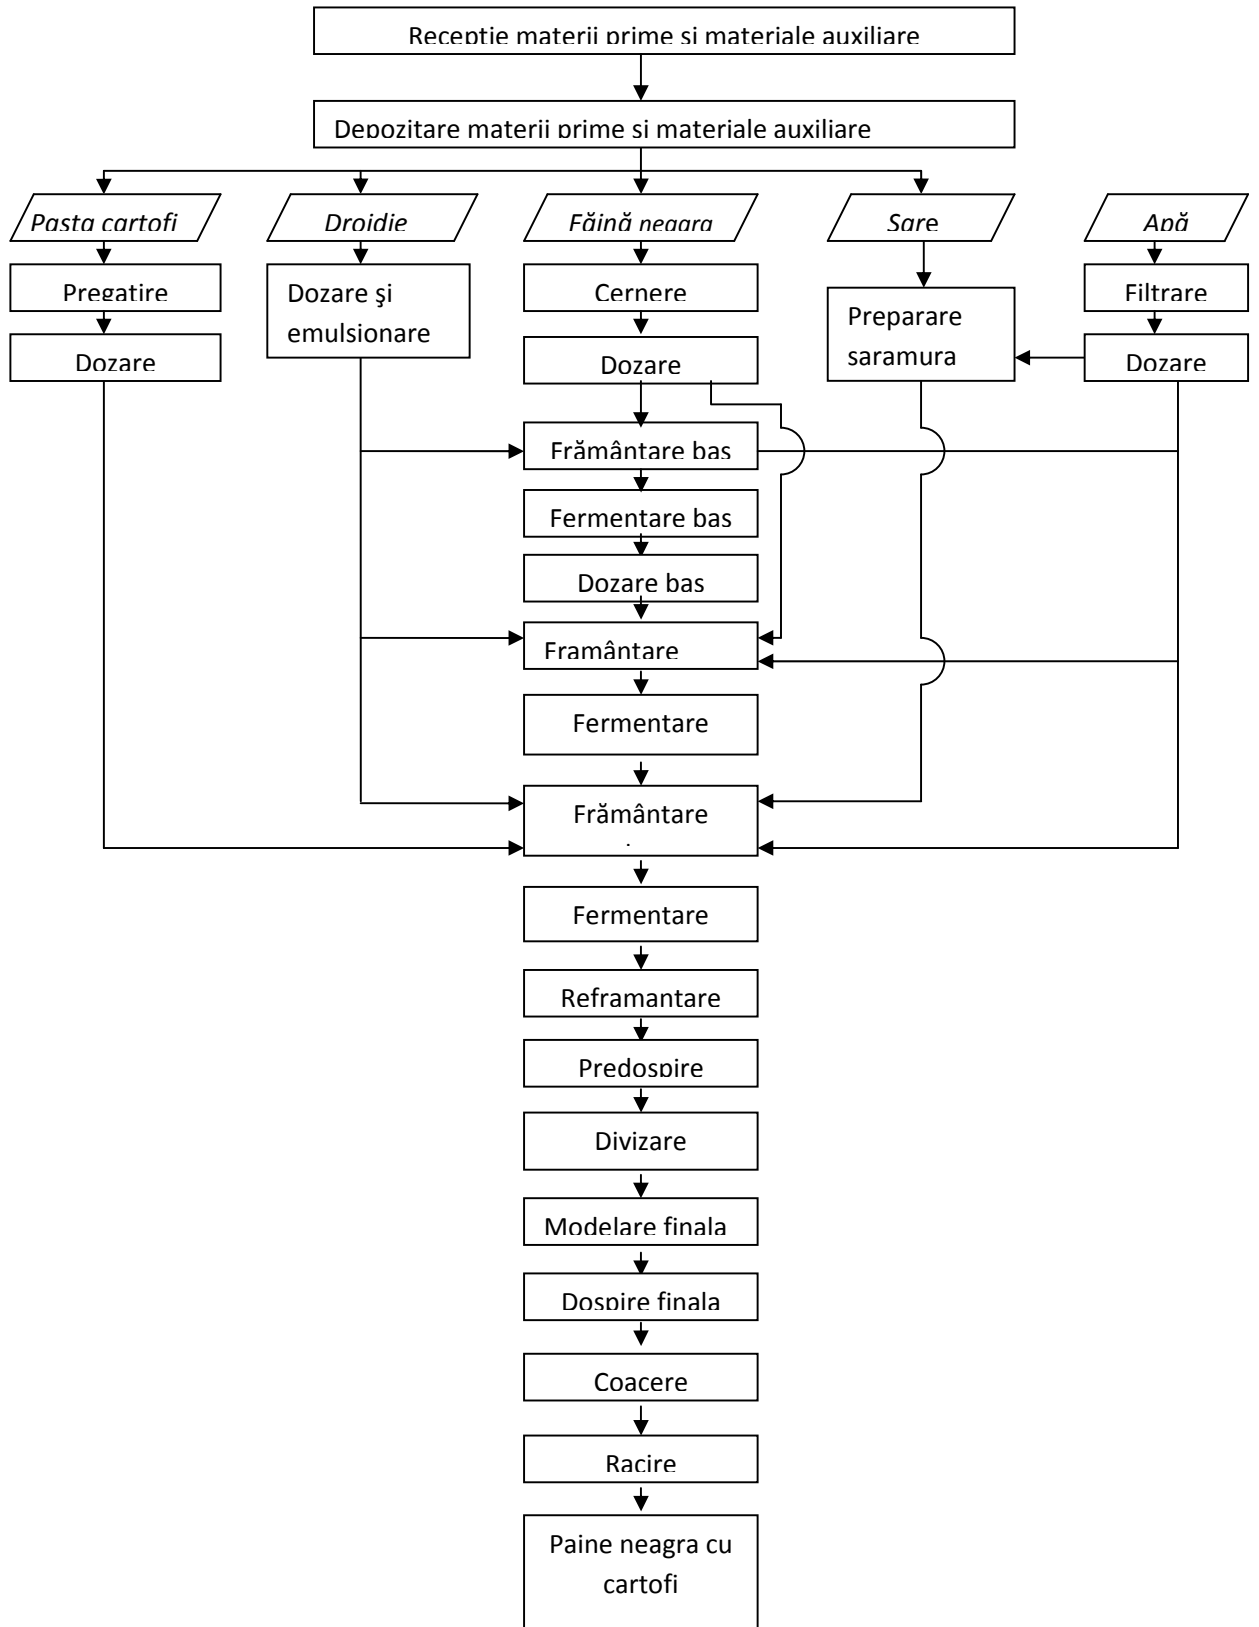 Receptie materii prime si materiale auxiliare
Depozitare materii prime si materiale auxiliare
Pasta cartofi
Droidie
Făină neagara
Sare
Apă
Pregatire
Dozare şi
emulsionare
Cernere
Preparare
saramura
Filtrare
Dozare
Dozare
Dozare
Frământare bas
Fermentare bas
Dozare bas
Framântare
Fermentare
Frământare
Fermentare
Reframantare
Predospire
Divizare
Modelare finala
Dospire finala
Coacere
Racire
Paine neagra cu
cartofi